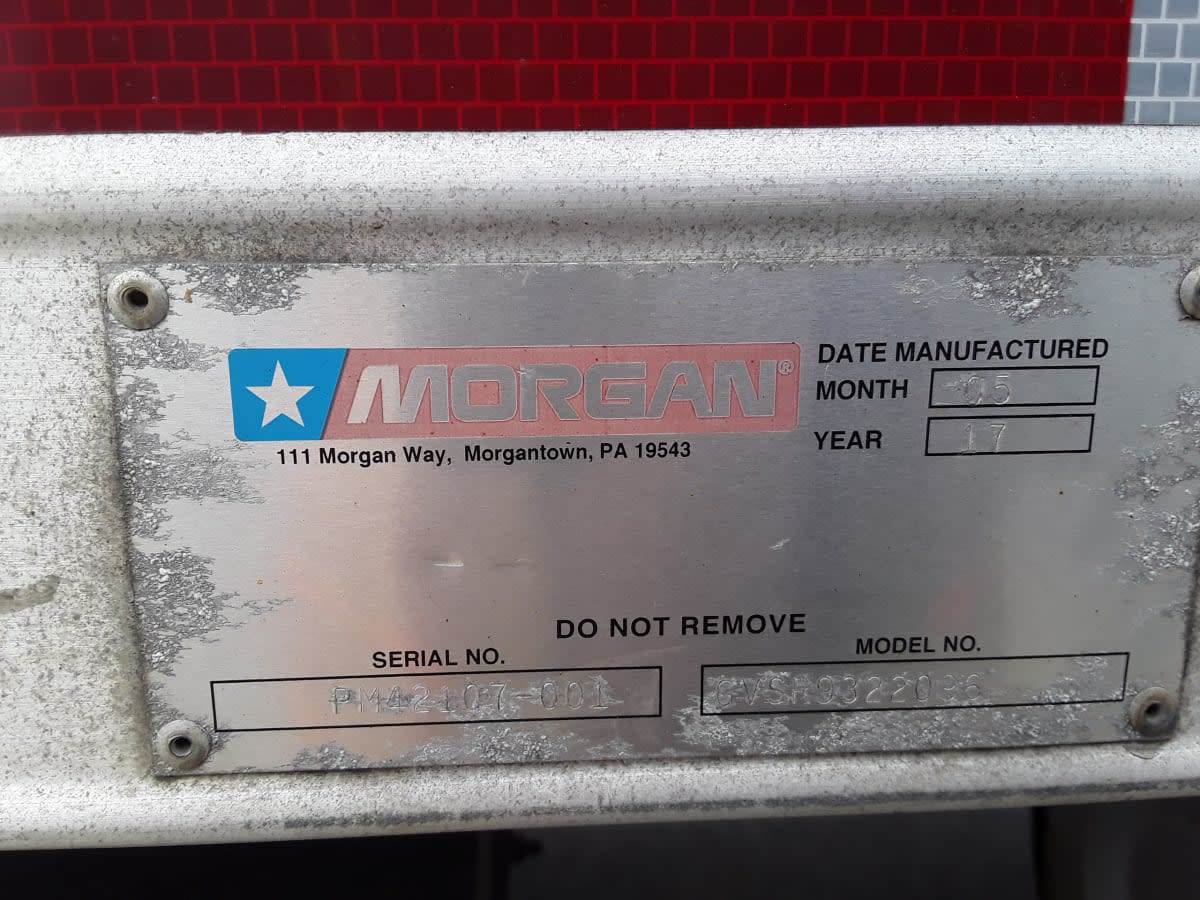 MORGAN®
111 Morgan Way, Morgantown, PA 19543
DATE MANUFACTURED
MONTH 05
YEAR 17
DO NOT REMOVE
SERIAL NO.
PM42107-001
MODEL NO.